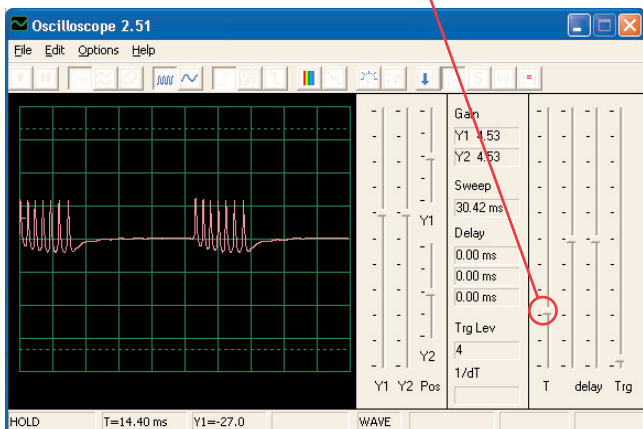 Oscilloscope 2.51
File Edit Options Help
Gain
Y1 4.53
Y2 4.53
Sweep
30.42 ms
Delay
0.00 ms
0.00 ms
0.00 ms
Trg Lev
4
1/dT
Y1
Y2
Y1 Y2 Pos
T delay Trg
HOLD T=14.40 ms Y1=-27.0 WAVE